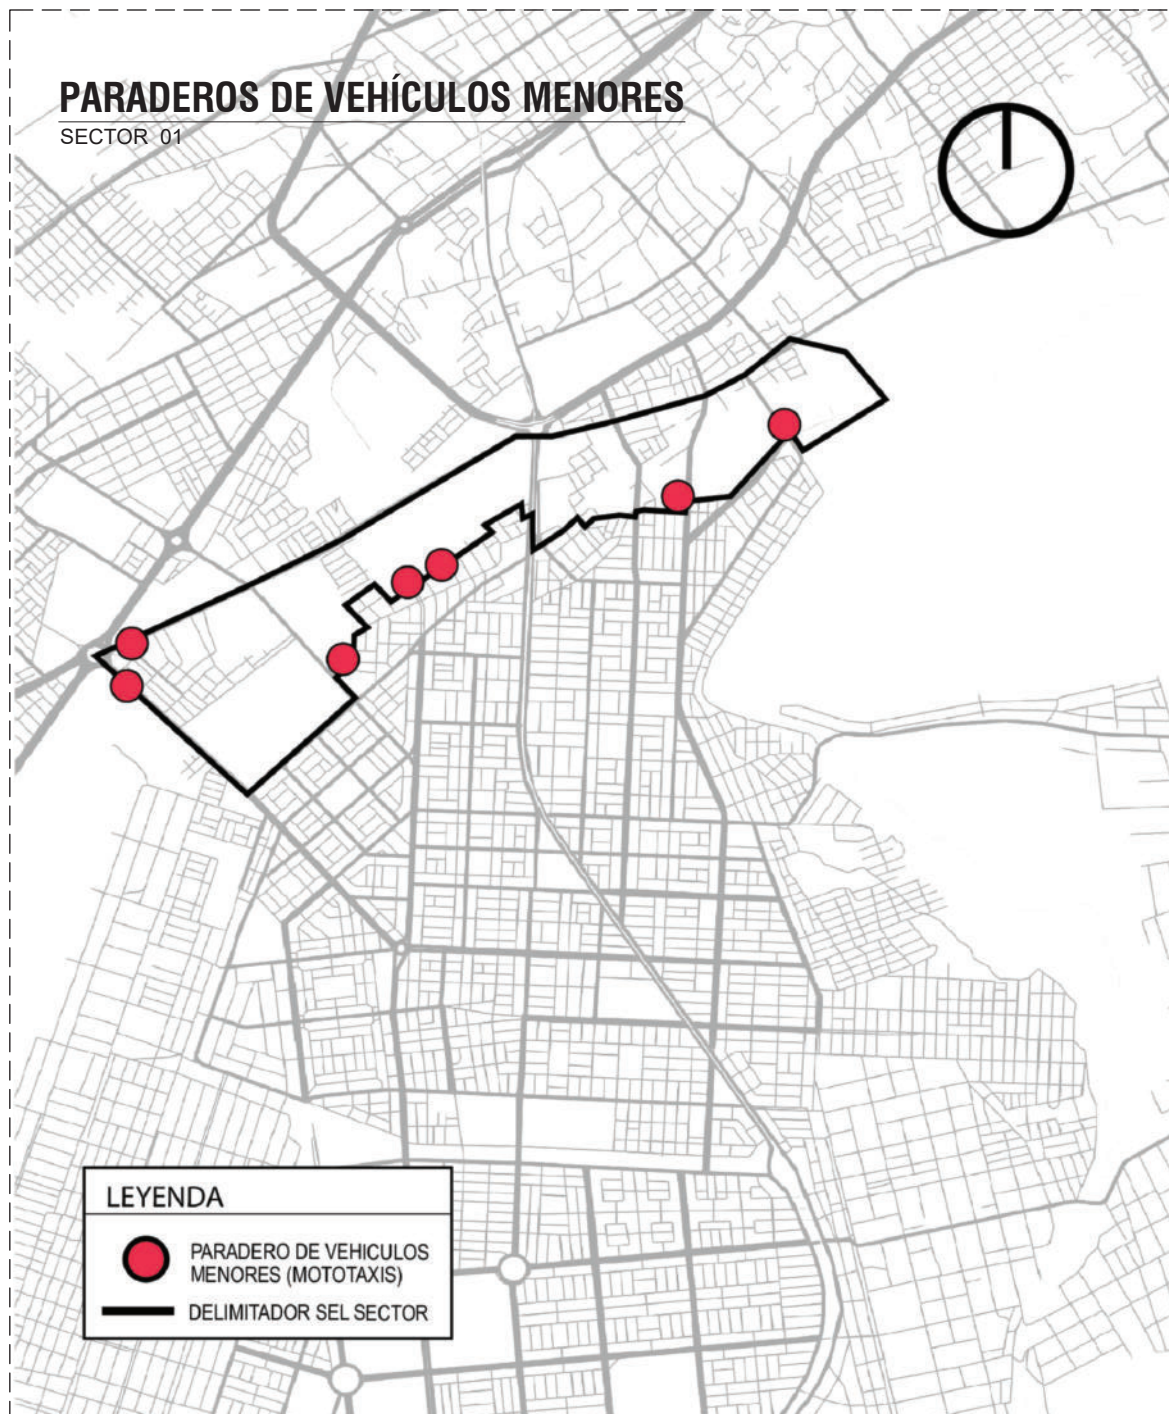 PARADEROS DE VEHÍCULOS MENORES
SECTOR 01
LEYENDA
PARADERO DE VEHICULOS
MENORES (MOTOTAXIS)
DELIMITADOR SEL SECTOR